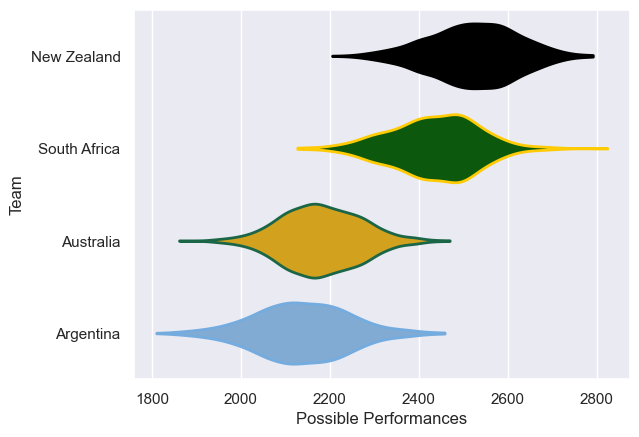 New Zealand
South Africa
Australia
Argentina
Team
1800 2000 2200 2400 2600 2800
Possible Performances